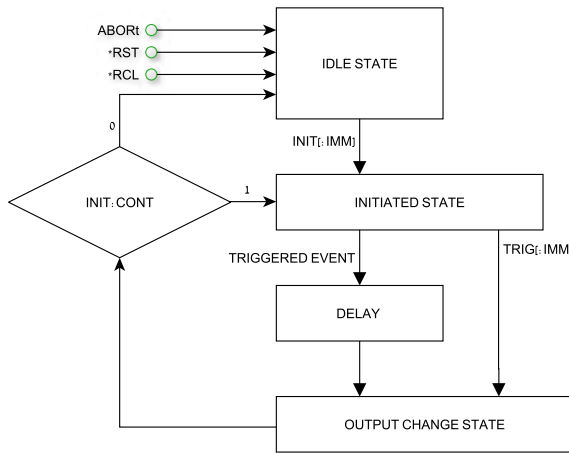 ABORt
*RST
*RCL
IDLE STATE
0
INIT[: IMM]
INIT: CONT
1
INITIATED STATE
TRIGGERED EVENT
TRIG[: IMM
DELAY
OUTPUT CHANGE STATE